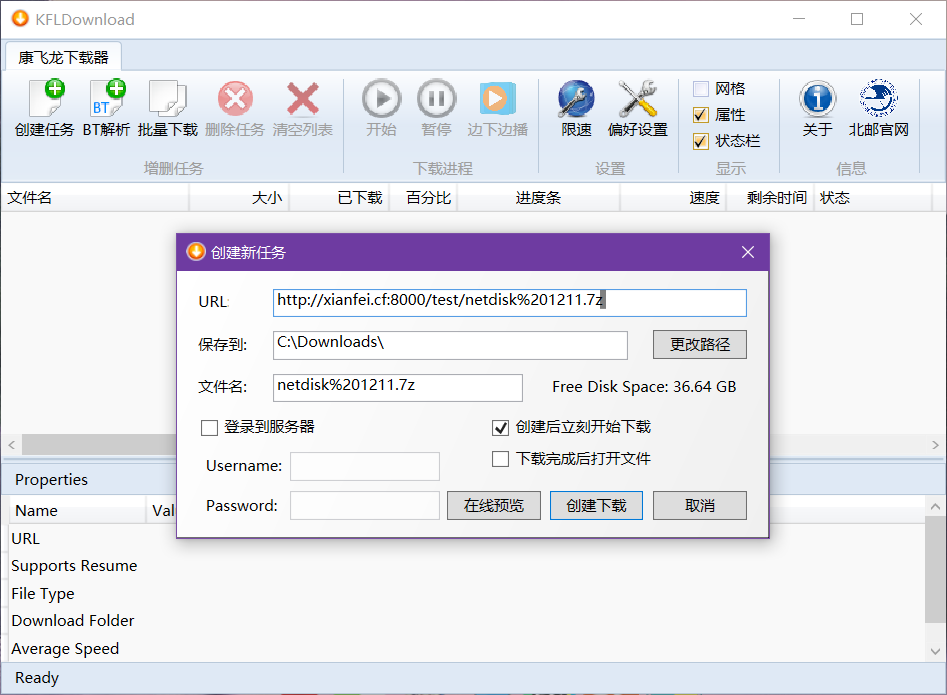 KFLDownload
康飞龙下载器
创建任务 BT解析 批量下载 删除任务 清空列表 开始 暂停 边下边播 限速 偏好设置 网格 属性 状态栏 关于 北邮官网
BT
增删任务 下载进程 设置 显示 信息
文件名 大小 已下载 百分比 进度条 速度 剩余时间 状态
创建新任务
URL: http://xianfei.cf:8000/test/netdisk%201211.7z
保存到: C:\Downloads\ 更改路径
文件名: netdisk%201211.7z Free Disk Space: 36.64 GB
登录到服务器 创建后立刻开始下载
下载完成后打开文件
Username:
Password: 在线预览 创建下载 取消
Properties
Name Val
URL
Supports Resume
File Type
Download Folder
Average Speed
Ready